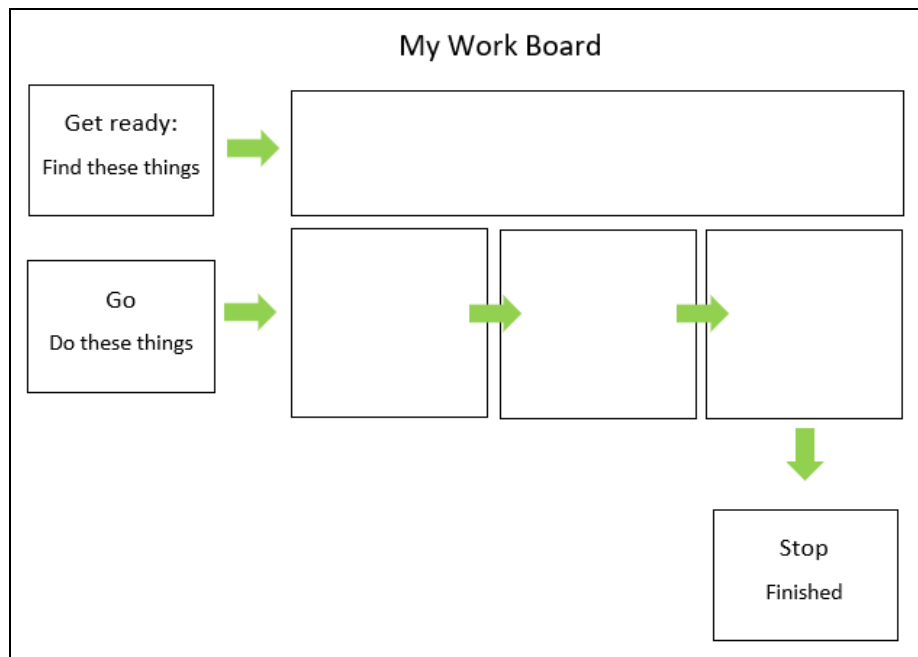 My Work Board
Get ready:
Find these things
Go
Do these things
Stop
Finished